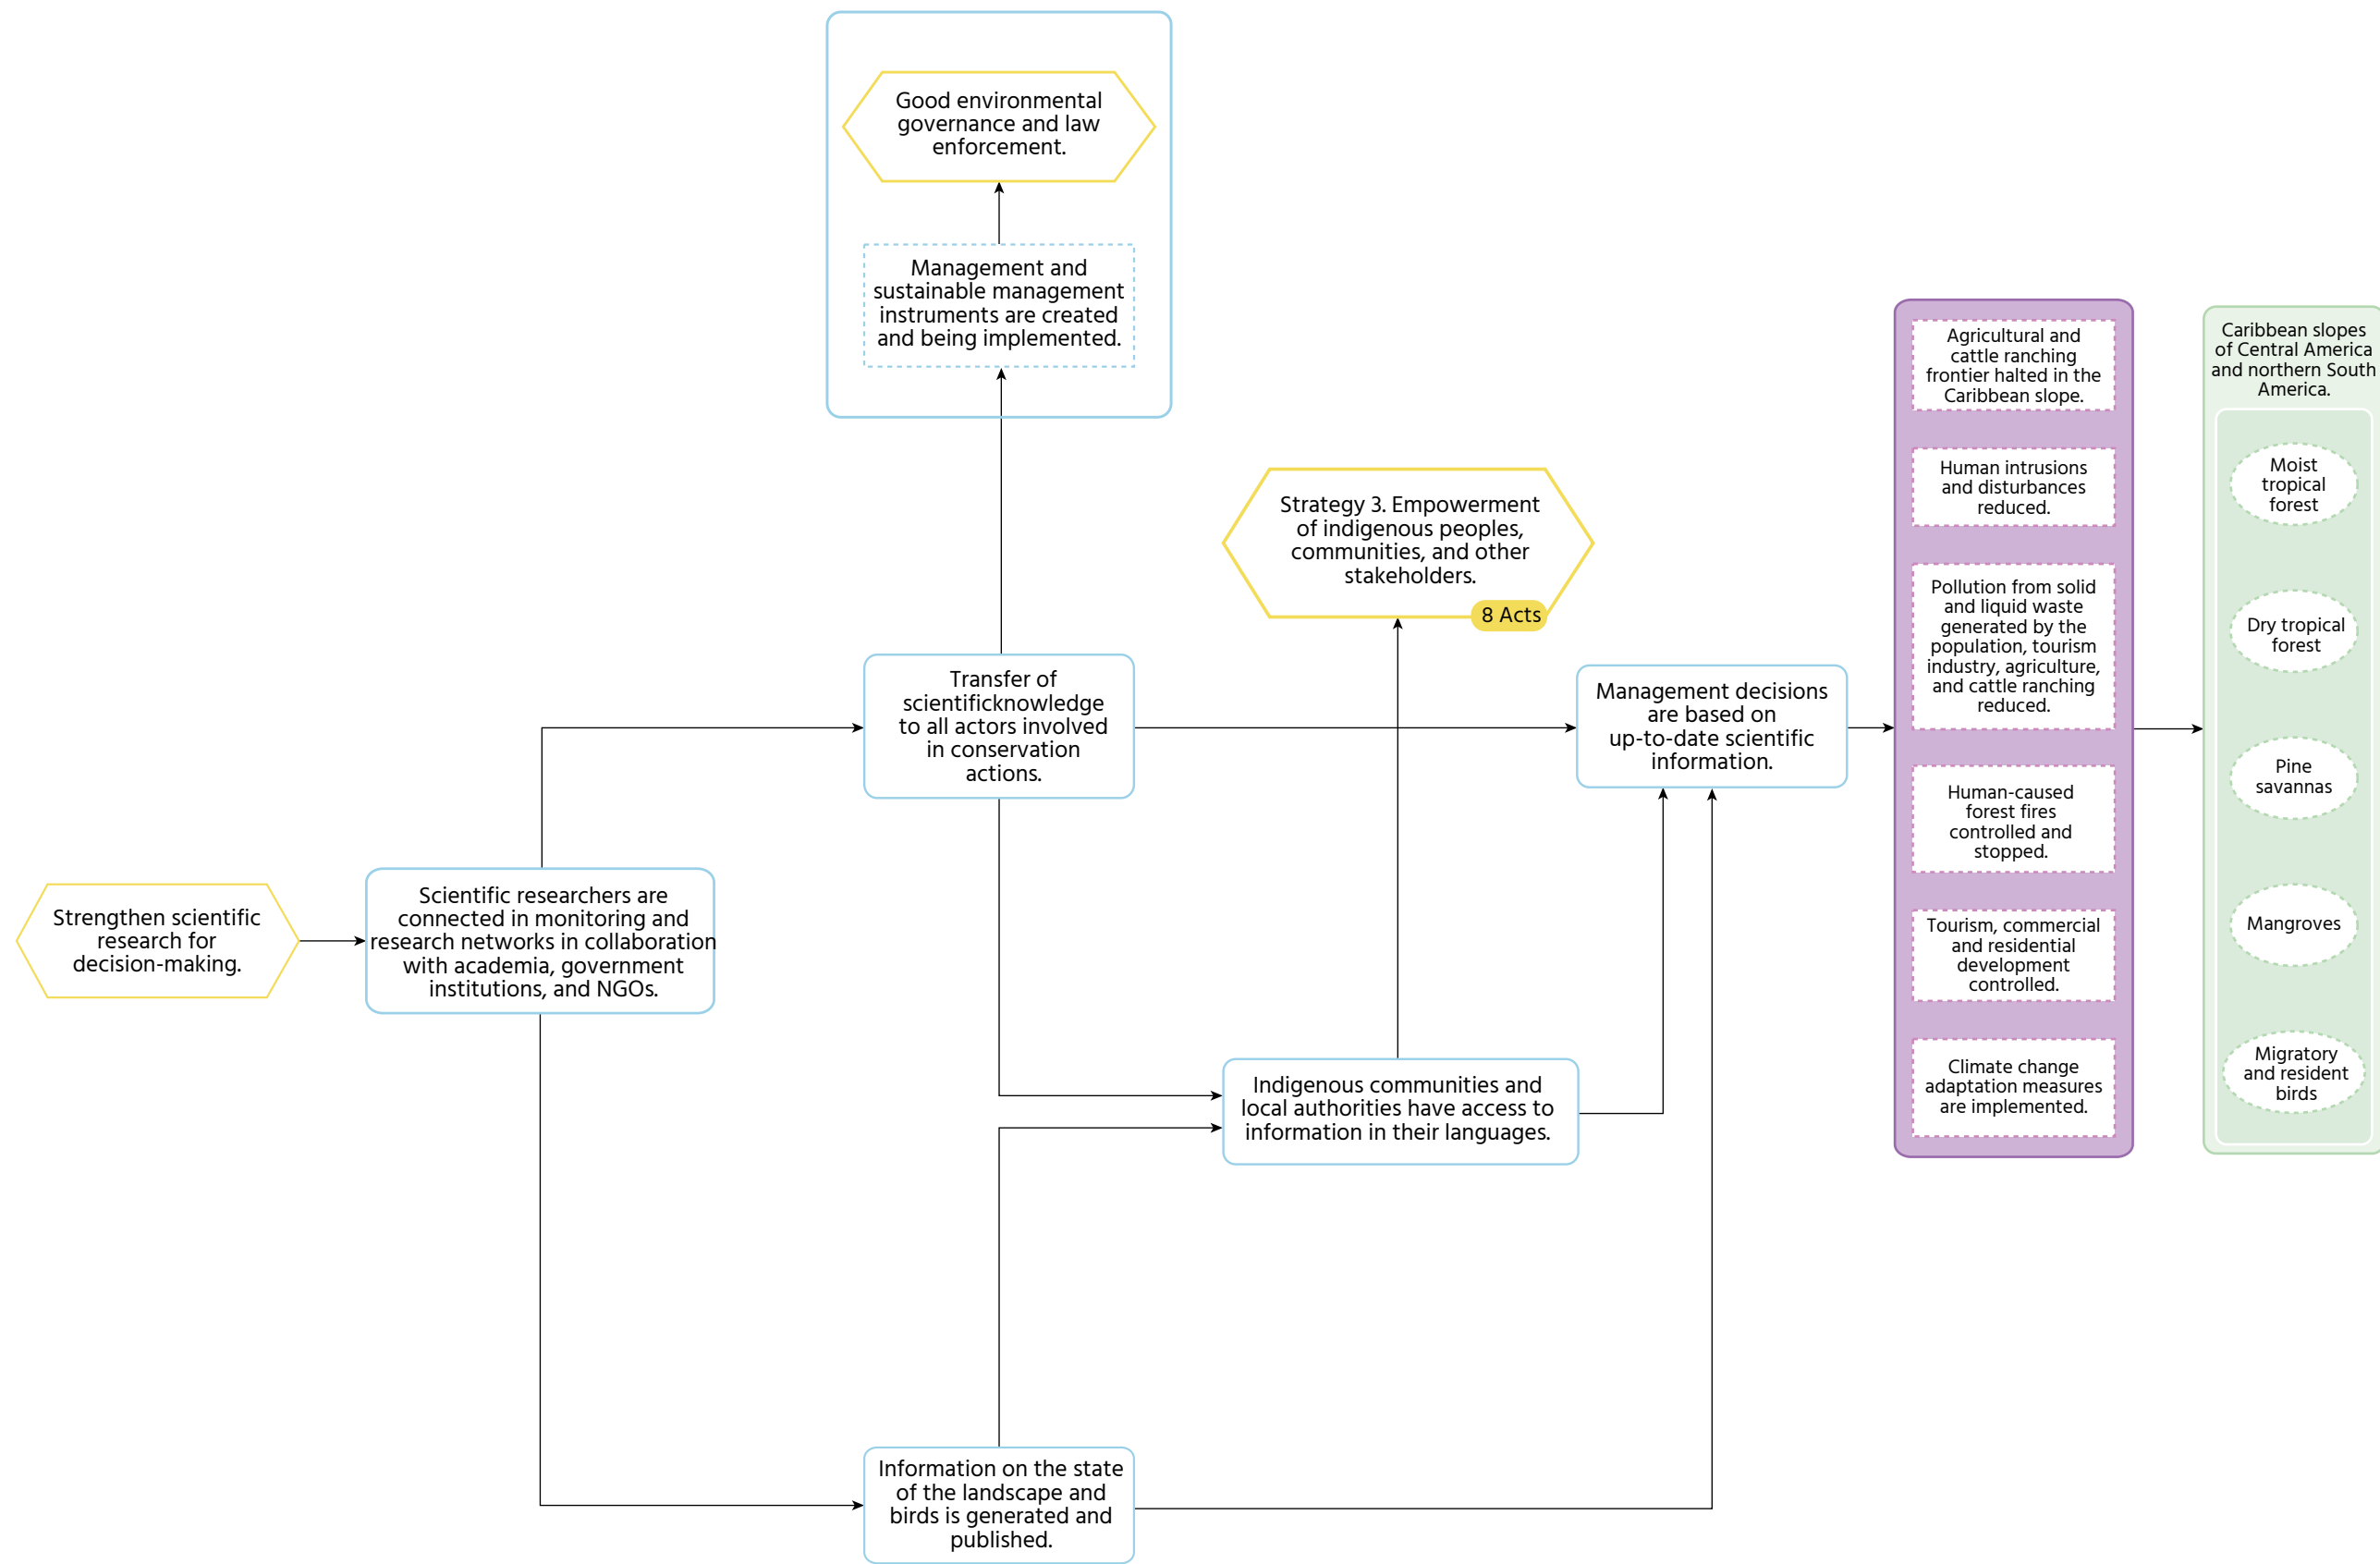 Good environmental
governance and law
enforcement.
Management and
sustainable management
instruments are created
and being implemented.
Strategy 3. Empowerment
of indigenous peoples,
communities, and other
stakeholders.
8 Acts
Transfer of
scientificknowledge
to all actors involved
in conservation
actions.
Management decisions
are based on
up-to-date scientific
information.
Strengthen scientific
research for
decision-making.
Scientific researchers are
connected in monitoring and
research networks in collaboration
with academia, government
institutions, and NGOs.
Indigenous communities and
local authorities have access to
information in their languages.
Information on the state
of the landscape and
birds is generated and
published.
Agricultural and
cattle ranching
frontier halted in the
Caribbean slope.
Human intrusions
and disturbances
reduced.
Pollution from solid
and liquid waste
generated by the
population, tourism
industry, agriculture,
and cattle ranching
reduced.
Human-caused
forest fires
controlled and
stopped.
Tourism, commercial
and residential
development
controlled.
Climate change
adaptation measures
are implemented.
Caribbean slopes
of Central America
and northern South
America.
Moist
tropical
forest
Dry tropical
forest
Pine
savannas
Mangroves
Migratory
and resident
birds